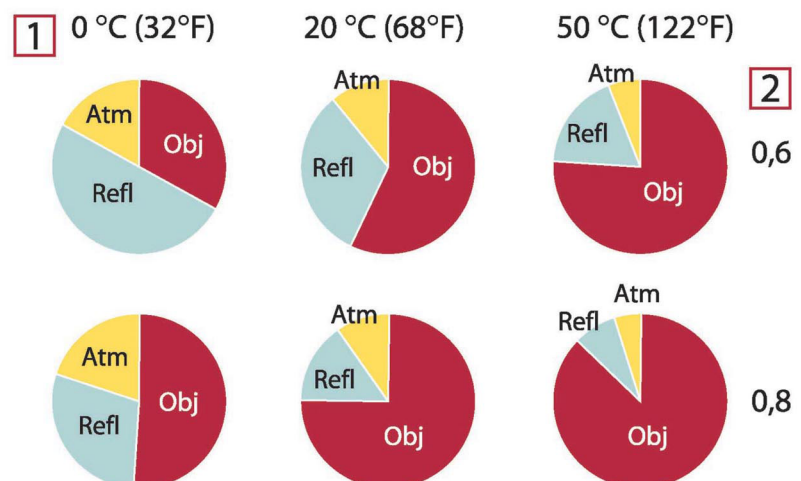 1 0 °C (32°F) 20 °C (68°F) 50 °C (122°F)
2
0,6
Atm
Obj
Refl
Atm
Refl
Obj
Atm
Refl
Obj
0,8
Atm
Obj
Refl
Atm
Refl
Obj
Atm
Refl
Obj